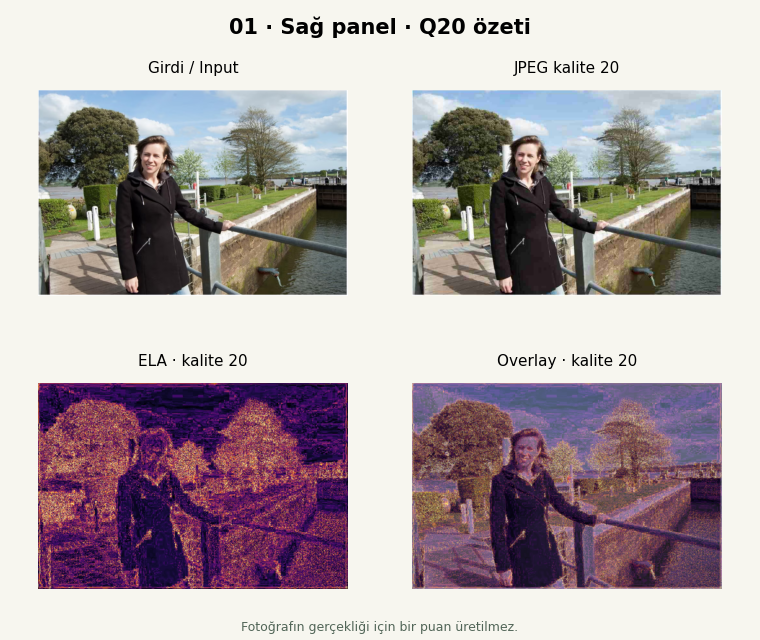 01 · Sağ panel · Q20 özeti
Girdi / Input
JPEG kalite 20
ELA · kalite 20
Overlay · kalite 20
Fotoğrafın gerçekliği için bir puan üretilmez.